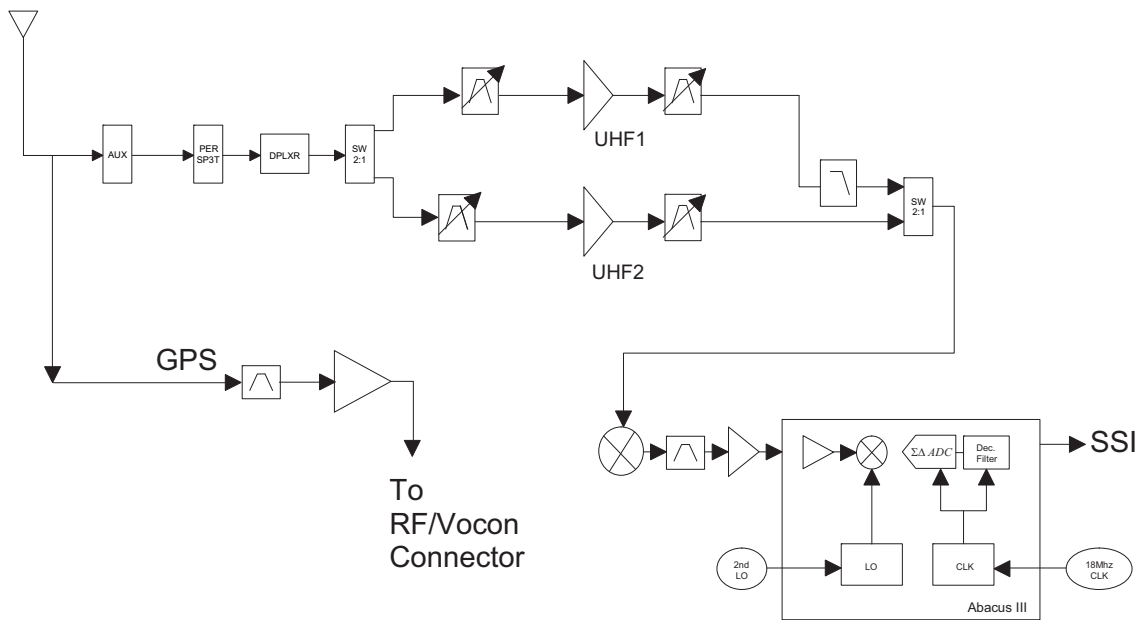 AUX
PER
SP3T
DPLXR
SW
2:1
UHF1
UHF2
SW
2:1
GPS
To
RF/Vocon
Connector
ΣΔ ADC
Dec.
Filter
SSI
2nd
LO
LO
CLK
18Mhz
CLK
Abacus III